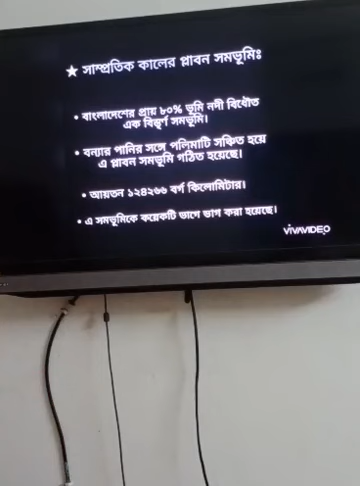 ★ সাম্প্রতিক কালের প্লাবন সমভূমিঃ
• বাংলাদেশের প্রায় ৮০% ভূমি নদী বিধৌত
এক বিস্তীর্ণ সমভূমি।
• বন্যার পানির সঙ্গে পলিমাটি সঞ্চিত হয়ে
এ প্লাবন সমভূমি গঠিত হয়েছে।
• আয়তন ১২৪২৬৬ বর্গ কিলোমিটার।
• এ সমভূমিকে কয়েকটি ভাগে ভাগ করা হয়েছে।
VIVAVIDEO